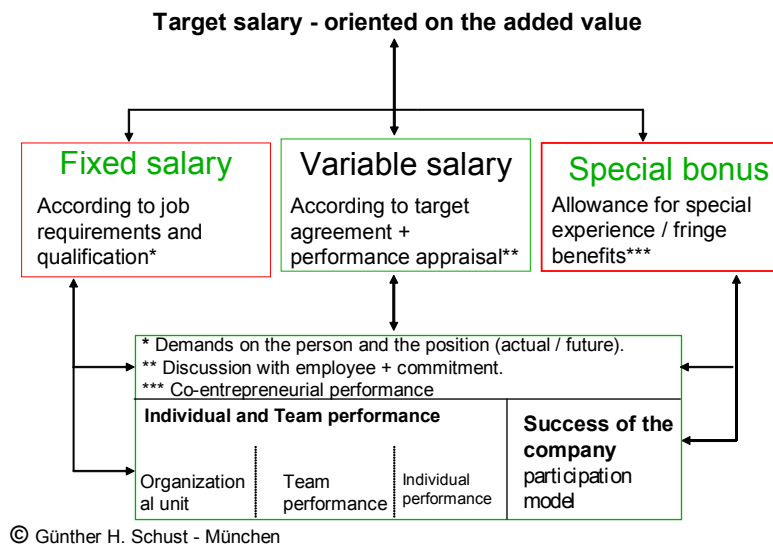 Target salary - oriented on the added value
Fixed salary
According to job
requirements and
qualification*
Variable salary
According to target
agreement +
performance appraisal**
Special bonus
Allowance for special
experience / fringe
benefits***
* Demands on the person and the position (actual / future).
** Discussion with employee + commitment.
*** Co-entrepreneurial performance
Individual and Team performance
Organization
al unit
Team
performance
Individual
performance
Success of the
company
participation
model
© Günther H. Schust - München